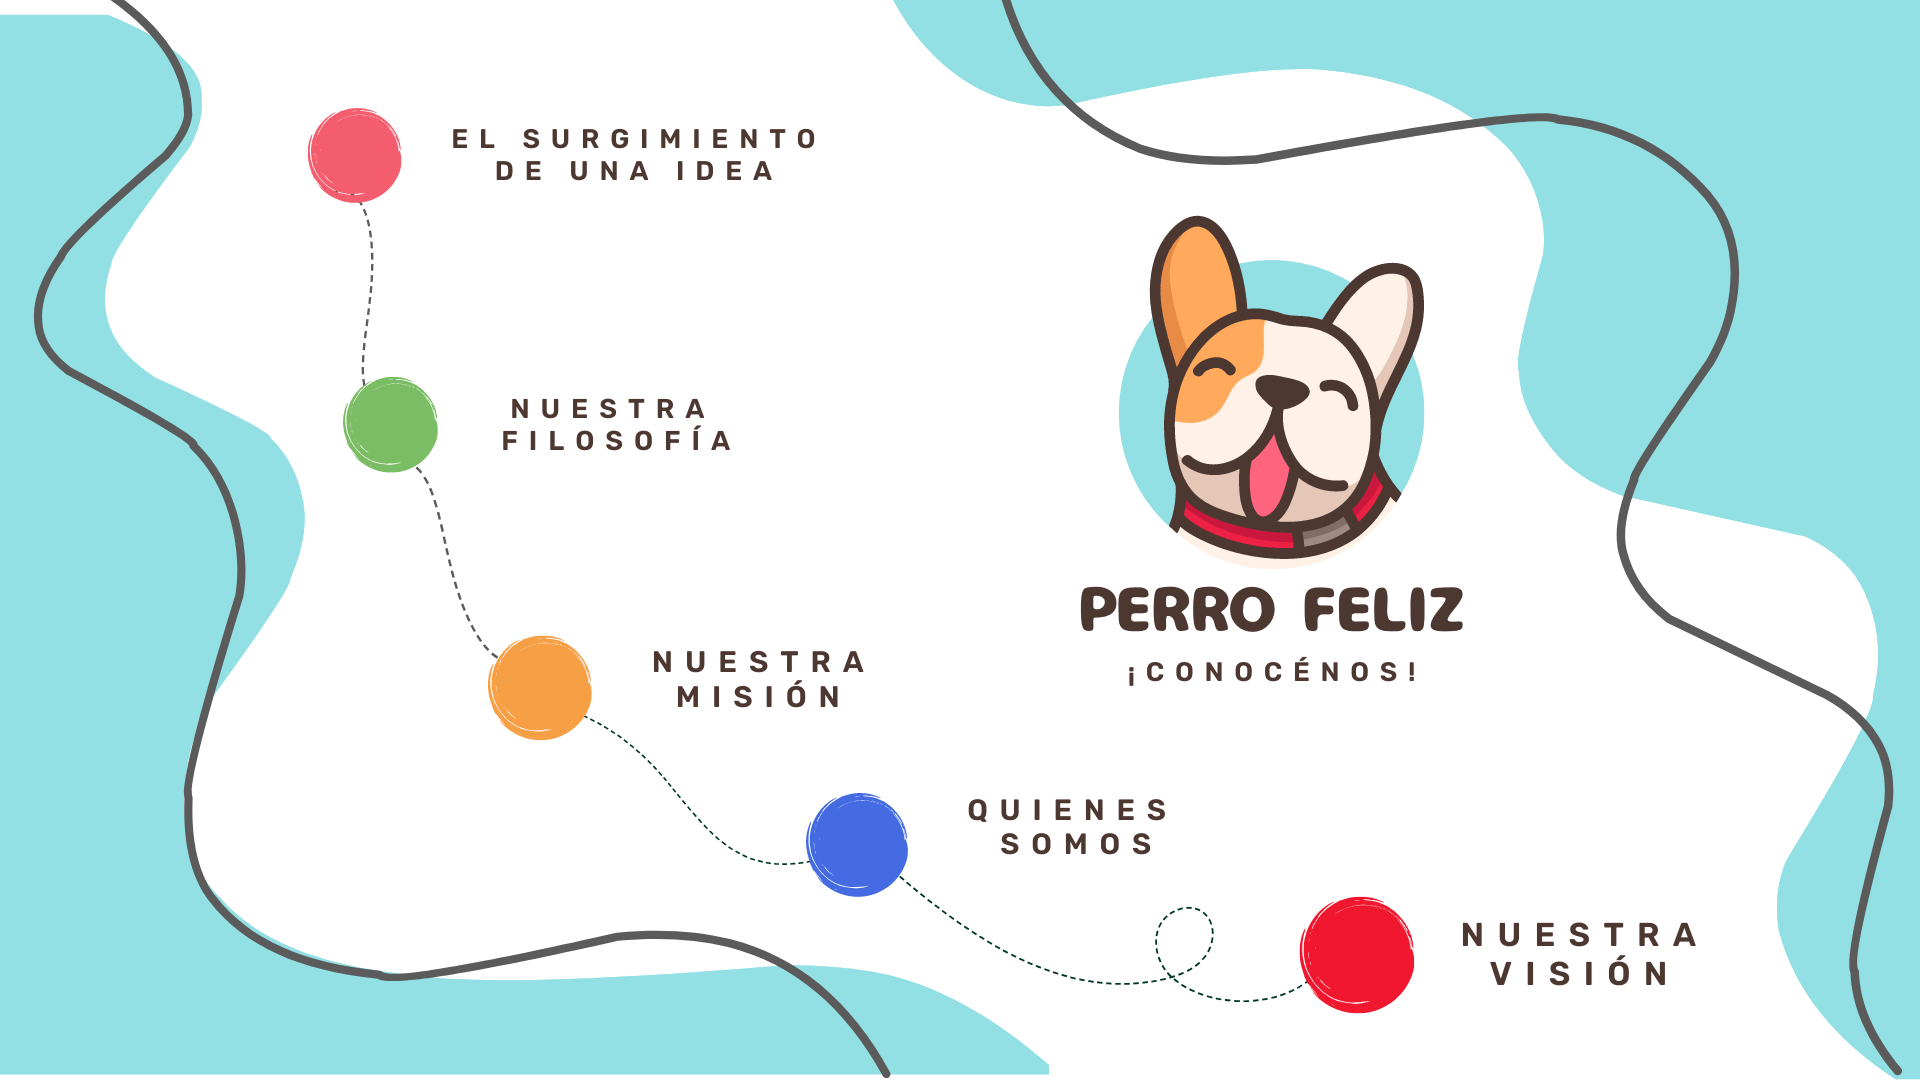 EL SURGIMIENTO
DE UNA IDEA
NUESTRA
FILOSOFÍA
PERRO FELIZ
¡CONOCÉNOS!
NUESTRA
MISIÓN
QUIENES
SOMOS
NUESTRA
VISIÓN